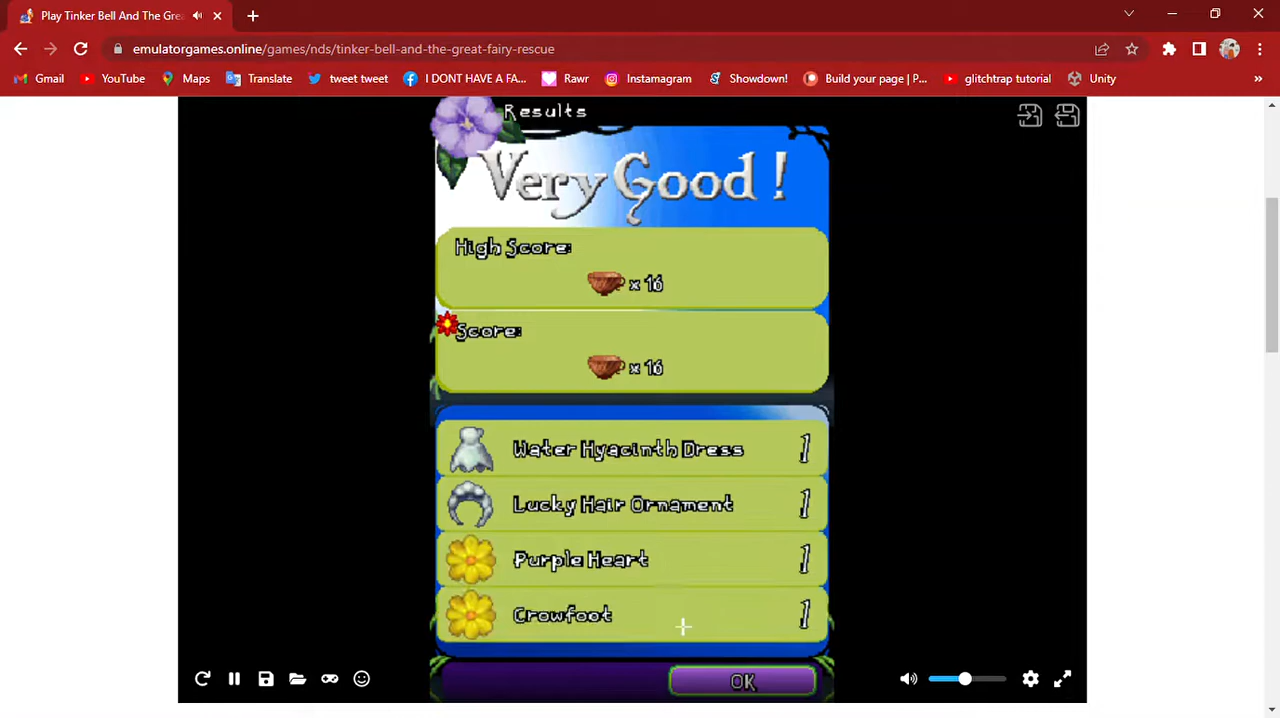 Play Tinker Bell And The Grea
emulatorgames.online/games/nds/tinker-bell-and-the-great-fairy-rescue
Gmail YouTube Maps Translate tweet tweet I DONT HAVE A FA... Rawr Instamagram Showdown! Build your page | P... glitchtrap tutorial Unity »
Results
Very Good !
High Score:
x 16
Score:
x 16
Water Hyacinth Dress 1
Lucky Hair Ornament 1
Purple Heart 1
Crowfoot 1
OK